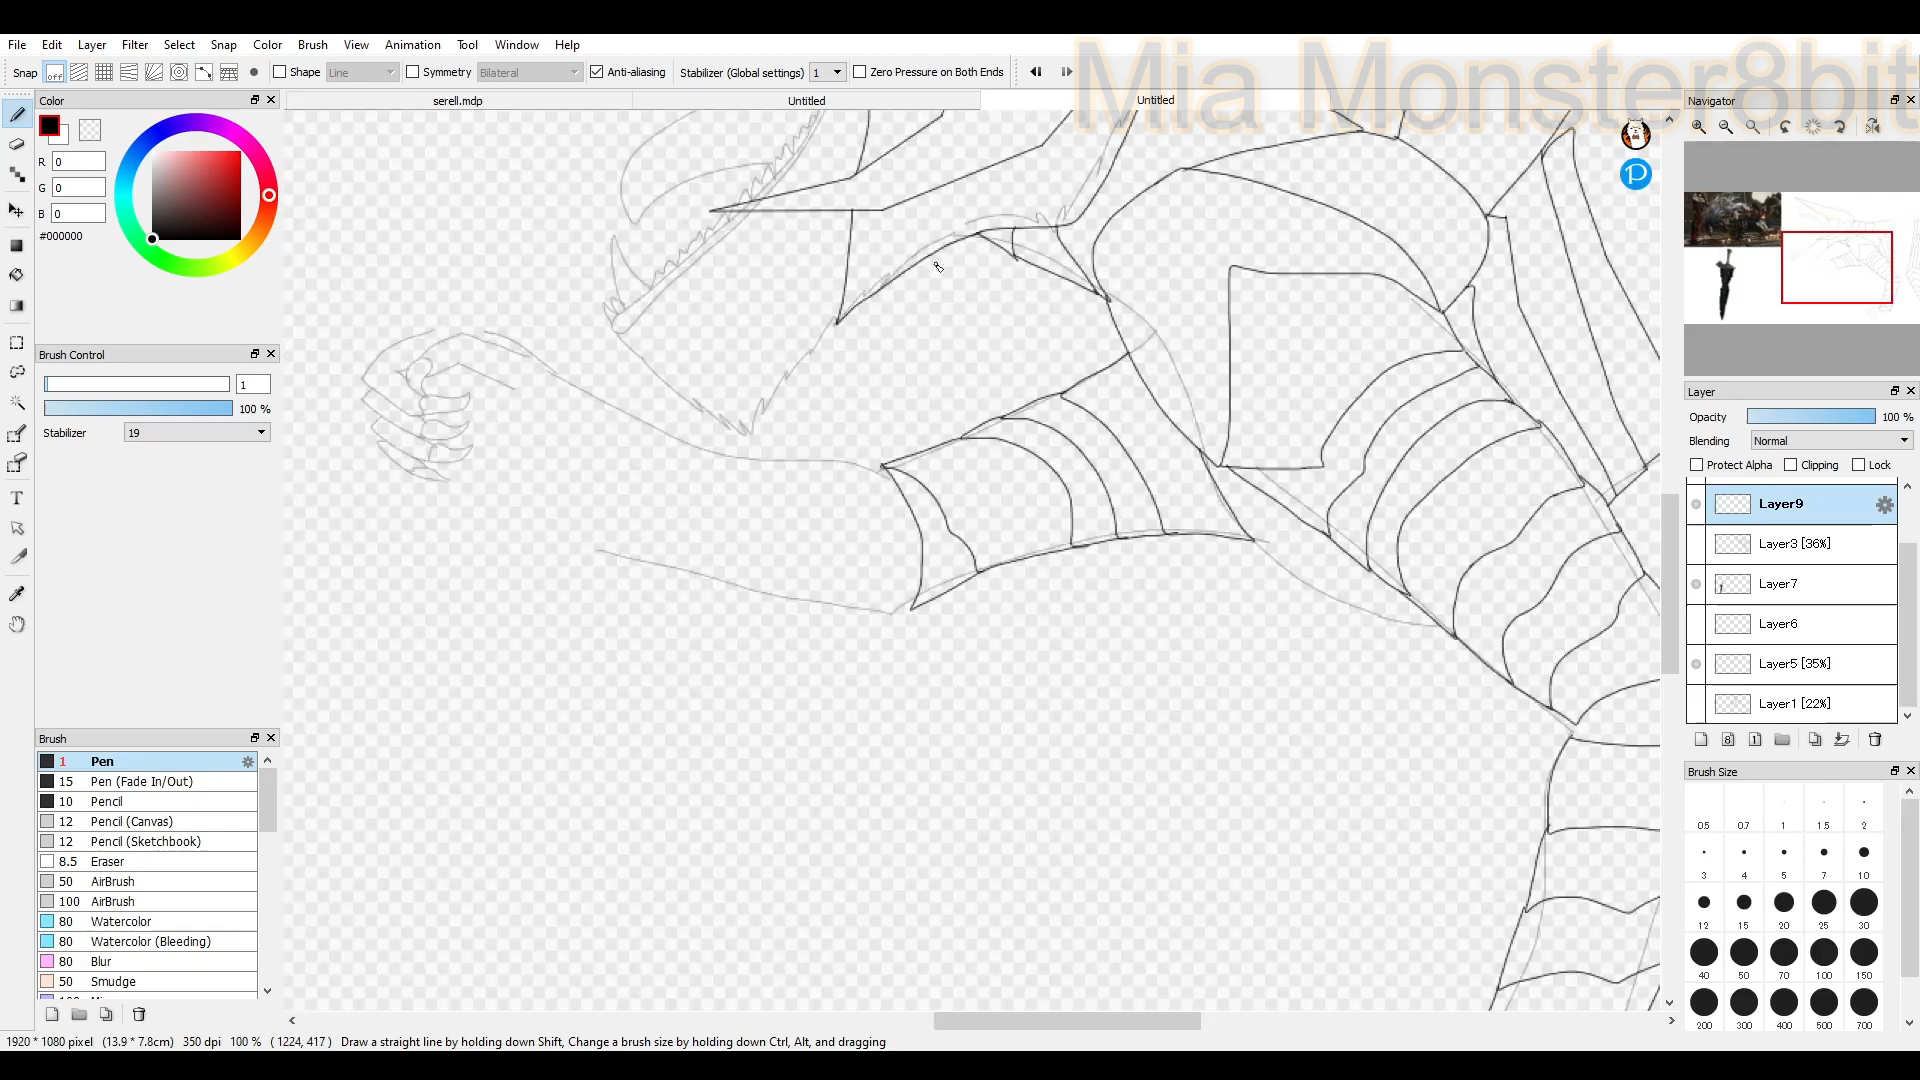 File Edit Layer Filter Select Snap Color Brush View Animation Tool Window Help
Mia Monster8bit
Snap off Shape Line Symmetry Bilateral Anti-aliasing Stabilizer (Global settings) 1 Zero Pressure on Both Ends
Color
serell.mdp Untitled Untitled
Navigator
R 0
G 0
B 0
#000000
Brush Control
1
100 %
Stabilizer 19
Layer
Opacity 100 %
Blending Normal
Protect Alpha Clipping Lock
Layer9
Layer3 [36%]
Layer7
Layer6
Layer5 [35%]
Layer1 [22%]
8 1
Brush
1 Pen
15 Pen (Fade In/Out)
10 Pencil
12 Pencil (Canvas)
12 Pencil (Sketchbook)
8.5 Eraser
50 AirBrush
100 AirBrush
80 Watercolor
80 Watercolor (Bleeding)
80 Blur
50 Smudge
Brush Size
0.5 0.7 1 1.5 2
3 4 5 7 10
12 15 20 25 30
40 50 70 100 150
200 300 400 500 700
1920 * 1080 pixel (13.9 * 7.8cm) 350 dpi 100 % ( 1224, 417 ) Draw a straight line by holding down Shift, Change a brush size by holding down Ctrl, Alt, and dragging